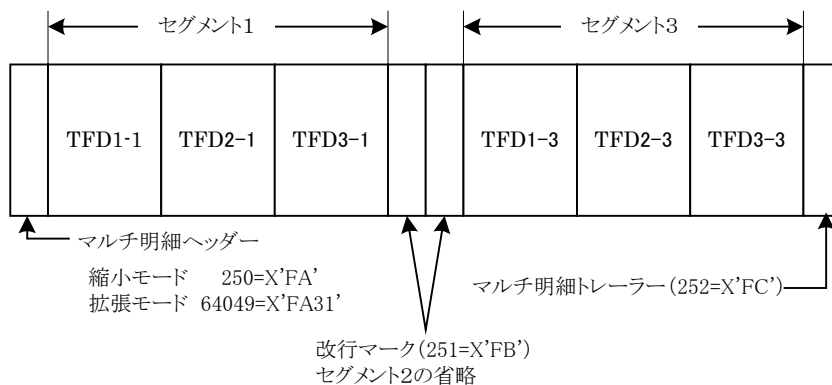 セグメント1
セグメント3
TFD1-1
TFD2-1
TFD3-1
TFD1-3
TFD2-3
TFD3-3
マルチ明細ヘッダー
縮小モード 250=X'FA'
拡張モード 64049=X'FA31'
マルチ明細トレーラー(252=X'FC')
改行マーク(251=X'FB')
セグメント2の省略